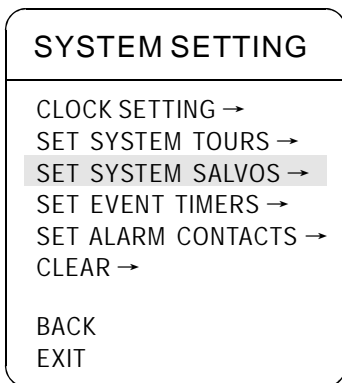 SYSTEM SETTING
CLOCK SETTING →
SET SYSTEM TOURS →
SET SYSTEM SALVOS →
SET EVENT TIMERS →
SET ALARM CONTACTS →
CLEAR →
BACK
EXIT